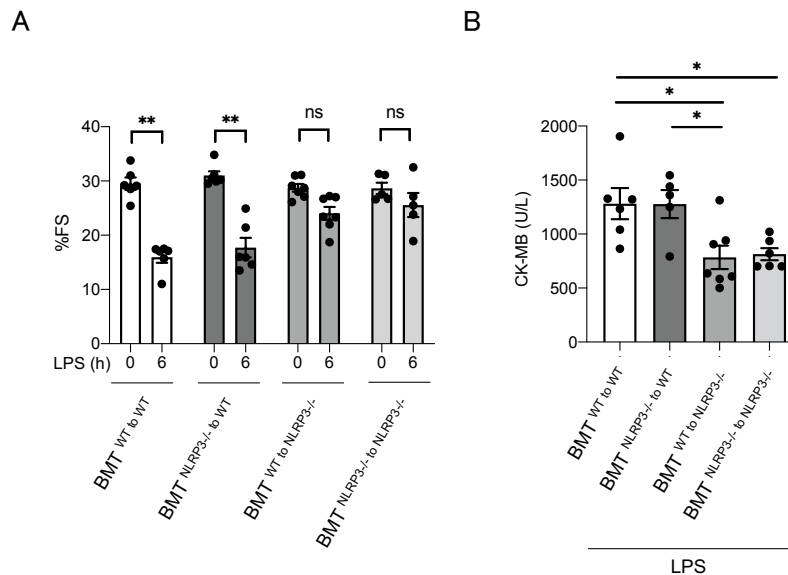 A
** ** ns ns
40
30
20
10
0
%FS
LPS (h) 0 6 0 6 0 6 0 6
BMT WT to WT
BMT NLRP3-/- to WT
BMT WT to NLRP3-/-
BMT NLRP3-/- to NLRP3-/-
B
*
*
*
2000
1500
1000
500
0
CK-MB (U/L)
BMT WT to WT
BMT NLRP3-/- to WT
BMT WT to NLRP3-/-
BMT NLRP3-/- to NLRP3-/-
LPS